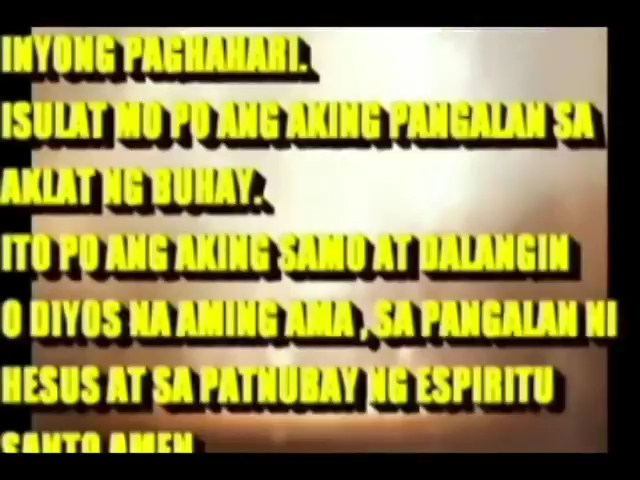 INYONG PAGHAHARI.
ISULAT MO PO ANG AKING PANGALAN SA
AKLAT NG BUHAY.
ITO PO ANG AKING SAMO AT DALANGIN
O DIYOS NA AMING AMA , SA PANGALAN NI
HESUS AT SA PATNUBAY NG ESPIRITU
SANTO AMEN